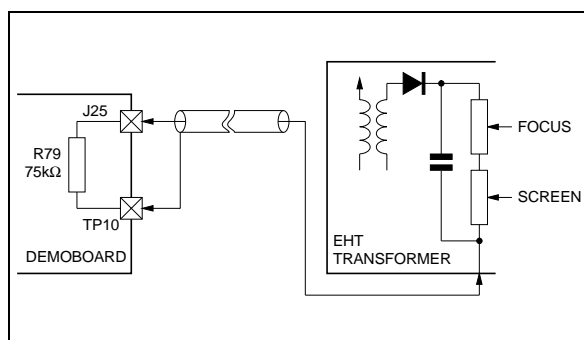 J25
R79
75kΩ
TP10
DEMOBOARD
FOCUS
SCREEN
EHT
TRANSFORMER